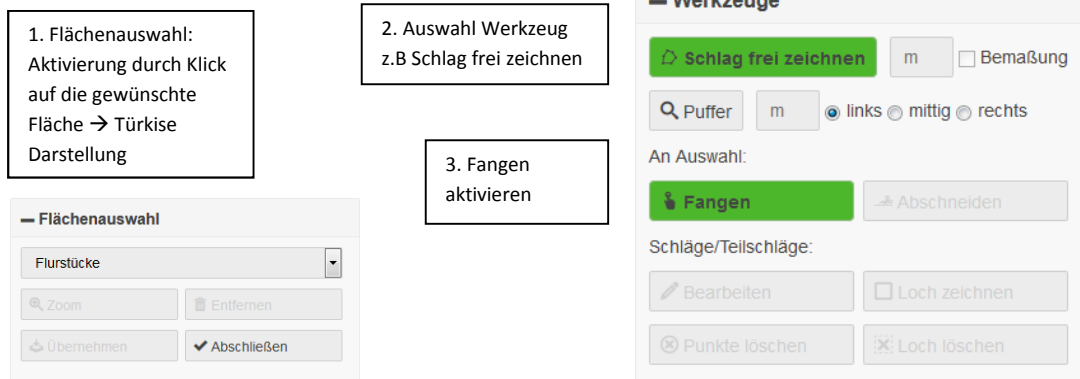 1. Flächenauswahl:
Aktivierung durch Klick
auf die gewünschte
Fläche → Türkise
Darstellung
2. Auswahl Werkzeug
z.B Schlag frei zeichnen
3. Fangen
aktivieren
Flächenauswahl
Flurstücke
Zoom Entfernen
Übernehmen Abschließen
Werkzeuge
Schlag frei zeichnen m Bemaßung
Puffer m links mittig rechts
An Auswahl:
Fangen Abschneiden
Schläge/Teilschläge:
Bearbeiten Loch zeichnen
Punkte löschen Loch löschen